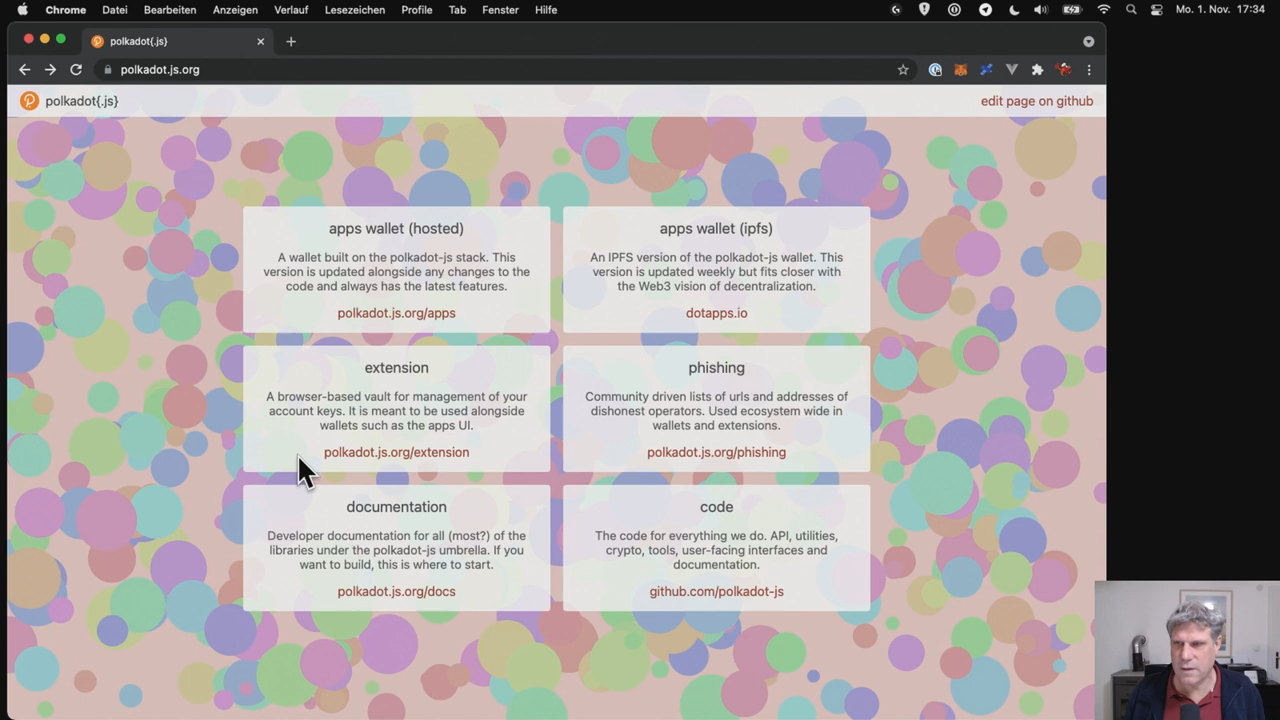 Chrome Datei Bearbeiten Anzeigen Verlauf Lesezeichen Profile Tab Fenster Hilfe Mo. 1. Nov. 17:34
polkadot{.js}
polkadot.js.org
polkadot{.js} edit page on github
apps wallet (hosted)
A wallet built on the polkadot-js stack. This
version is updated alongside any changes to the
code and always has the latest features.
polkadot.js.org/apps
apps wallet (ipfs)
An IPFS version of the polkadot-js wallet. This
version is updated weekly but fits closer with
the Web3 vision of decentralization.
dotapps.io
extension
A browser-based vault for management of your
account keys. It is meant to be used alongside
wallets such as the apps UI.
polkadot.js.org/extension
phishing
Community driven lists of urls and addresses of
dishonest operators. Used ecosystem wide in
wallets and extensions.
polkadot.js.org/phishing
documentation
Developer documentation for all (most?) of the
libraries under the polkadot-js umbrella. If you
want to build, this is where to start.
polkadot.js.org/docs
code
The code for everything we do. API, utilities,
crypto, tools, user-facing interfaces and
documentation.
github.com/polkadot-js